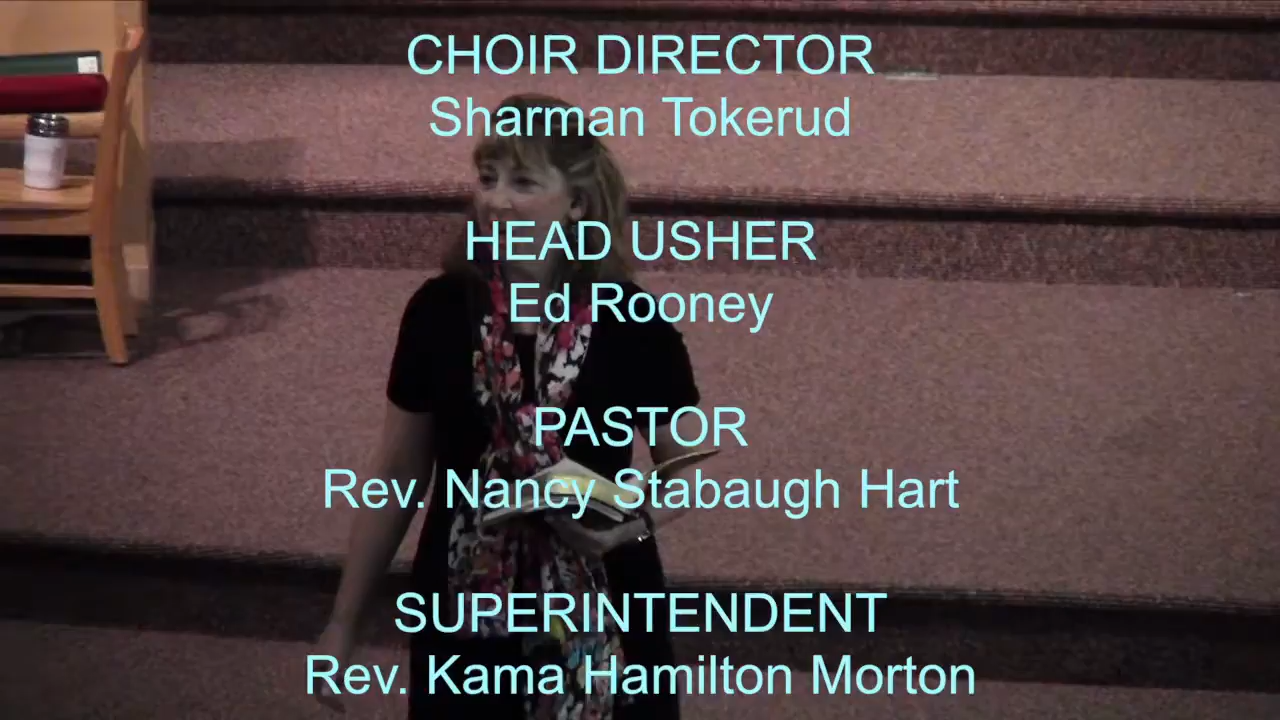 CHOIR DIRECTOR
Sharman Tokerud
HEAD USHER
Ed Rooney
PASTOR
Rev. Nancy Stabaugh Hart
SUPERINTENDENT
Rev. Kama Hamilton Morton